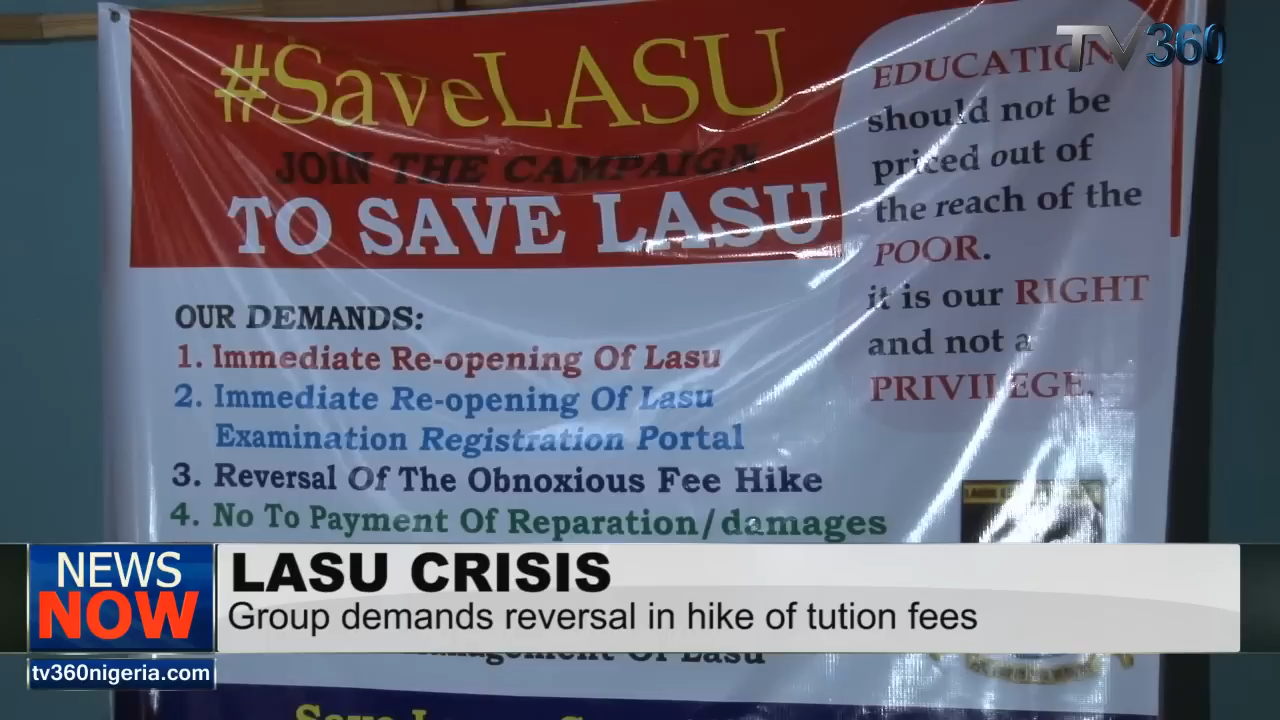 #SaveLASU
JOIN THE CAMPAIGN
TO SAVE LASU
EDUCATION
should not be
priced out of
the reach of the
POOR.
it is our RIGHT
and not a
PRIVILEGE.
OUR DEMANDS:
1. Immediate Re-opening Of Lasu
2. Immediate Re-opening Of Lasu
Examination Registration Portal
3. Reversal Of The Obnoxious Fee Hike
4. No To Payment Of Reparation/damages
Of Lasu
TV360
NEWS
NOW
LASU CRISIS
Group demands reversal in hike of tution fees
tv360nigeria.com